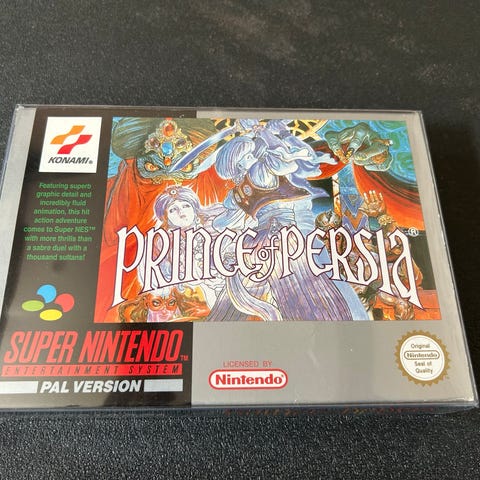 KONAMI®
Featuring superb
graphic detail and
incredibly fluid
animation, this hit
action adventure
comes to Super NES™
with more thrills than
a sabre duel with a
thousand sultans!
PRINCE of PERSIA®
SUPER NINTENDO™
ENTERTAINMENT SYSTEM
PAL VERSION
LICENSED BY
Nintendo®
Original
Nintendo
Seal of
Quality